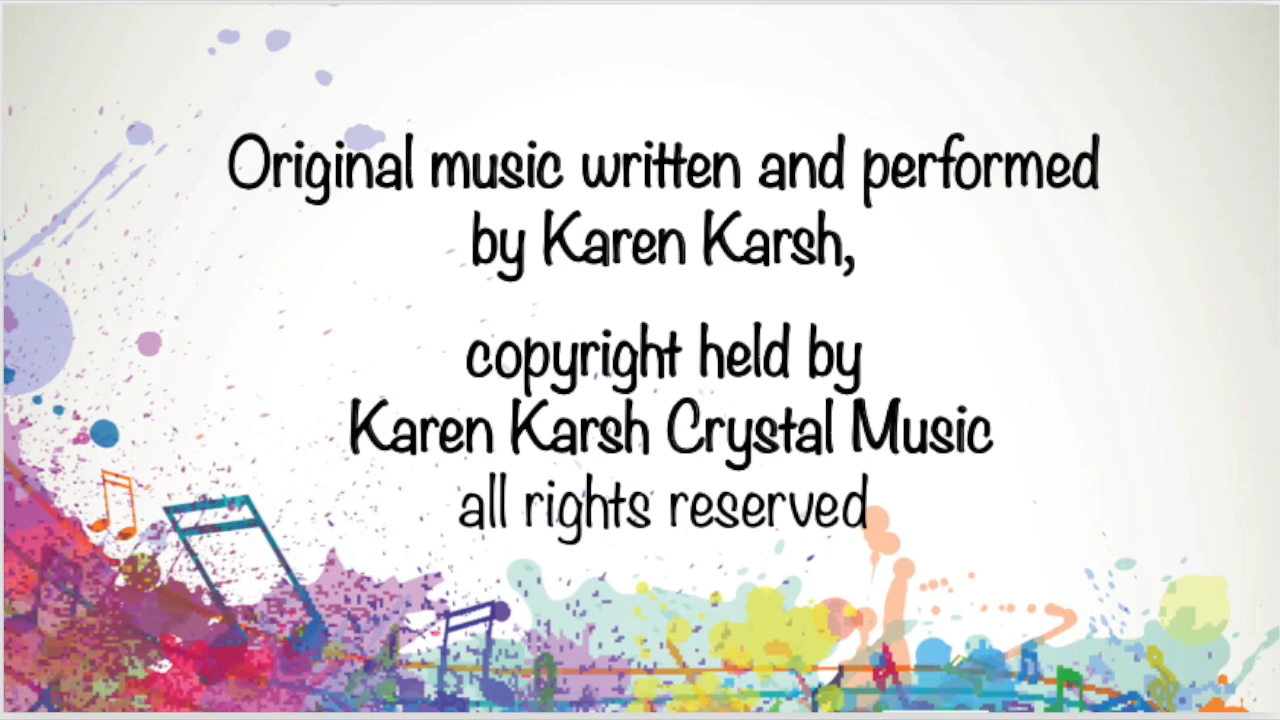 Original music written and performed
by Karen Karsh,
copyright held by
Karen Karsh Crystal Music
all rights reserved